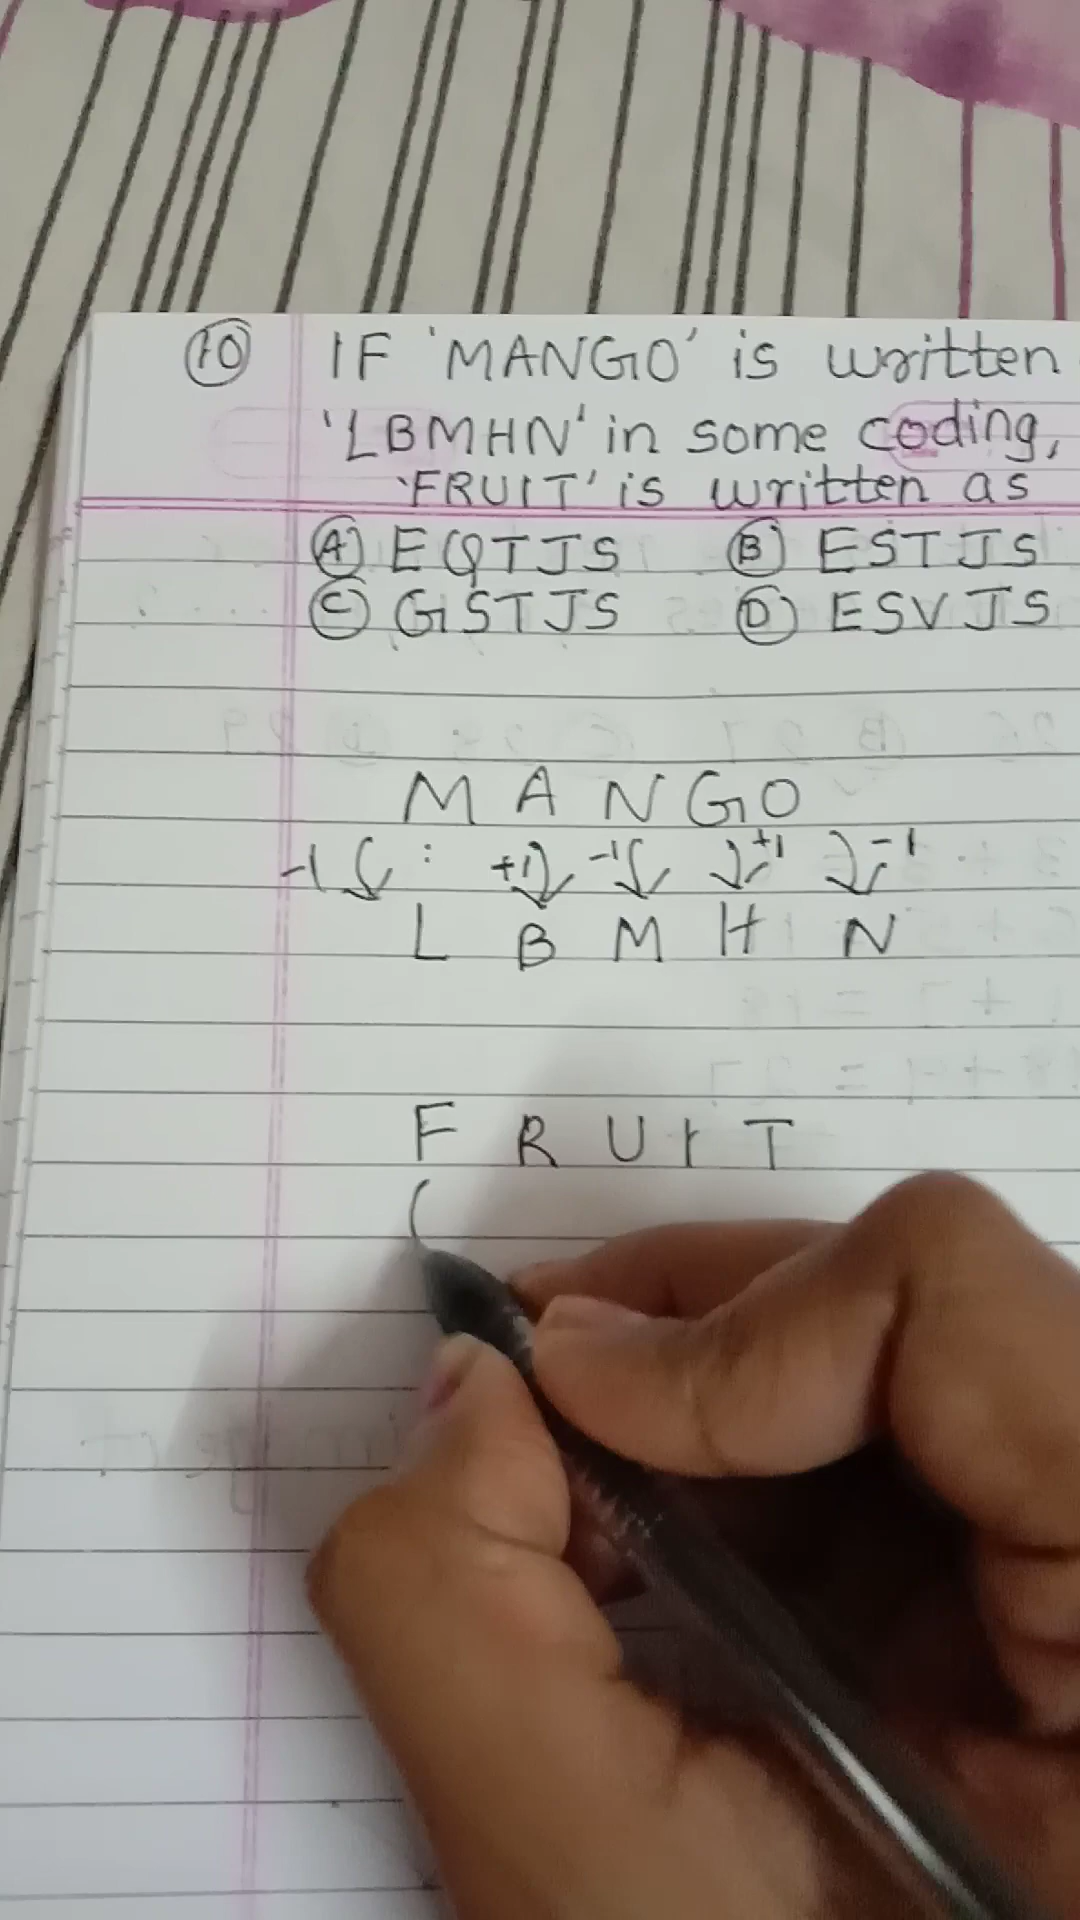 10 IF 'MANGO' is written
'LBMHN' in some coding,
'FRUIT' is written as
A EQTJS B ESTJS
C GSTJS D ESVJS
M A N G O
-1 +1 -1 +1 -1
L B M H N
F R U I T